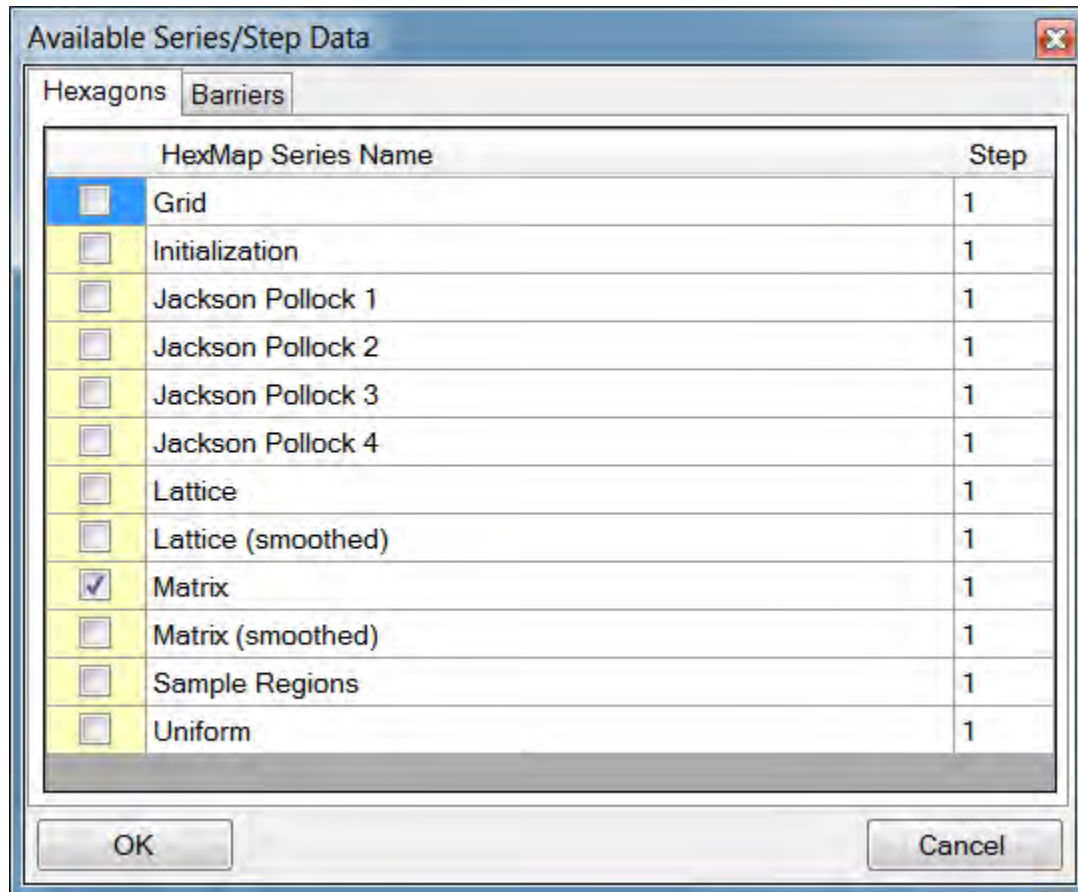 Available Series/Step Data
Hexagons Barriers
HexMap Series Name Step
Grid 1
Initialization 1
Jackson Pollock 1 1
Jackson Pollock 2 1
Jackson Pollock 3 1
Jackson Pollock 4 1
Lattice 1
Lattice (smoothed) 1
Matrix 1
Matrix (smoothed) 1
Sample Regions 1
Uniform 1
OK Cancel